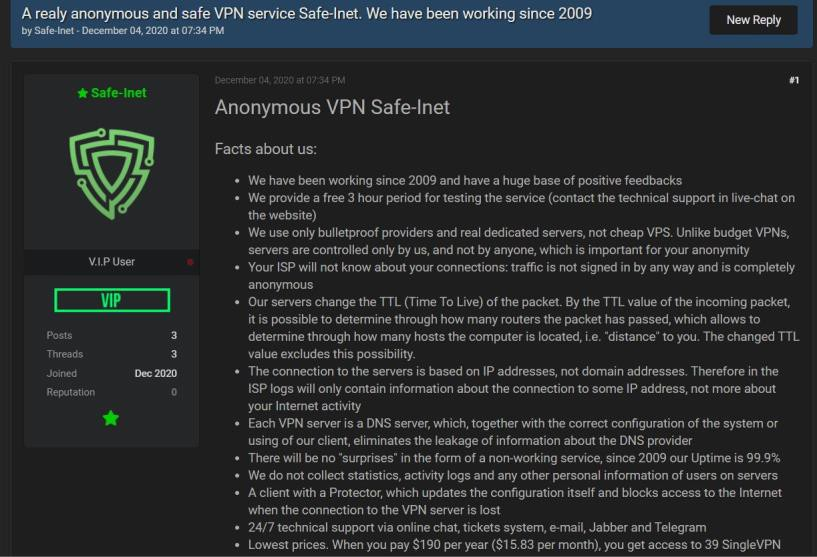 A realy anonymous and safe VPN service Safe-Inet. We have been working since 2009
by Safe-Inet - December 04, 2020 at 07:34 PM
New Reply
December 04, 2020 at 07:34 PM
#1
Safe-Inet
V.I.P User
VIP
Posts 3
Threads 3
Joined Dec 2020
Reputation 0
Anonymous VPN Safe-Inet
Facts about us:
• We have been working since 2009 and have a huge base of positive feedbacks
• We provide a free 3 hour period for testing the service (contact the technical support in live-chat on
the website)
• We use only bulletproof providers and real dedicated servers, not cheap VPS. Unlike budget VPNs,
servers are controlled only by us, and not by anyone, which is important for your anonymity
• Your ISP will not know about your connections: traffic is not signed in by any way and is completely
anonymous
• Our servers change the TTL (Time To Live) of the packet. By the TTL value of the incoming packet,
it is possible to determine through how many routers the packet has passed, which allows to
determine through how many hosts the computer is located, i.e. "distance" to you. The changed TTL
value excludes this possibility.
• The connection to the servers is based on IP addresses, not domain addresses. Therefore in the
ISP logs will only contain information about the connection to some IP address, not more about
your Internet activity
• Each VPN server is a DNS server, which, together with the correct configuration of the system or
using of our client, eliminates the leakage of information about the DNS provider
• There will be no "surprises" in the form of a non-working service, since 2009 our Uptime is 99.9%
• We do not collect statistics, activity logs and any other personal information of users on servers
• A client with a Protector, which updates the configuration itself and blocks access to the Internet
when the connection to the VPN server is lost
• 24/7 technical support via online chat, tickets system, e-mail, Jabber and Telegram
• Lowest prices. When you pay $190 per year ($15.83 per month), you get access to 39 SingleVPN